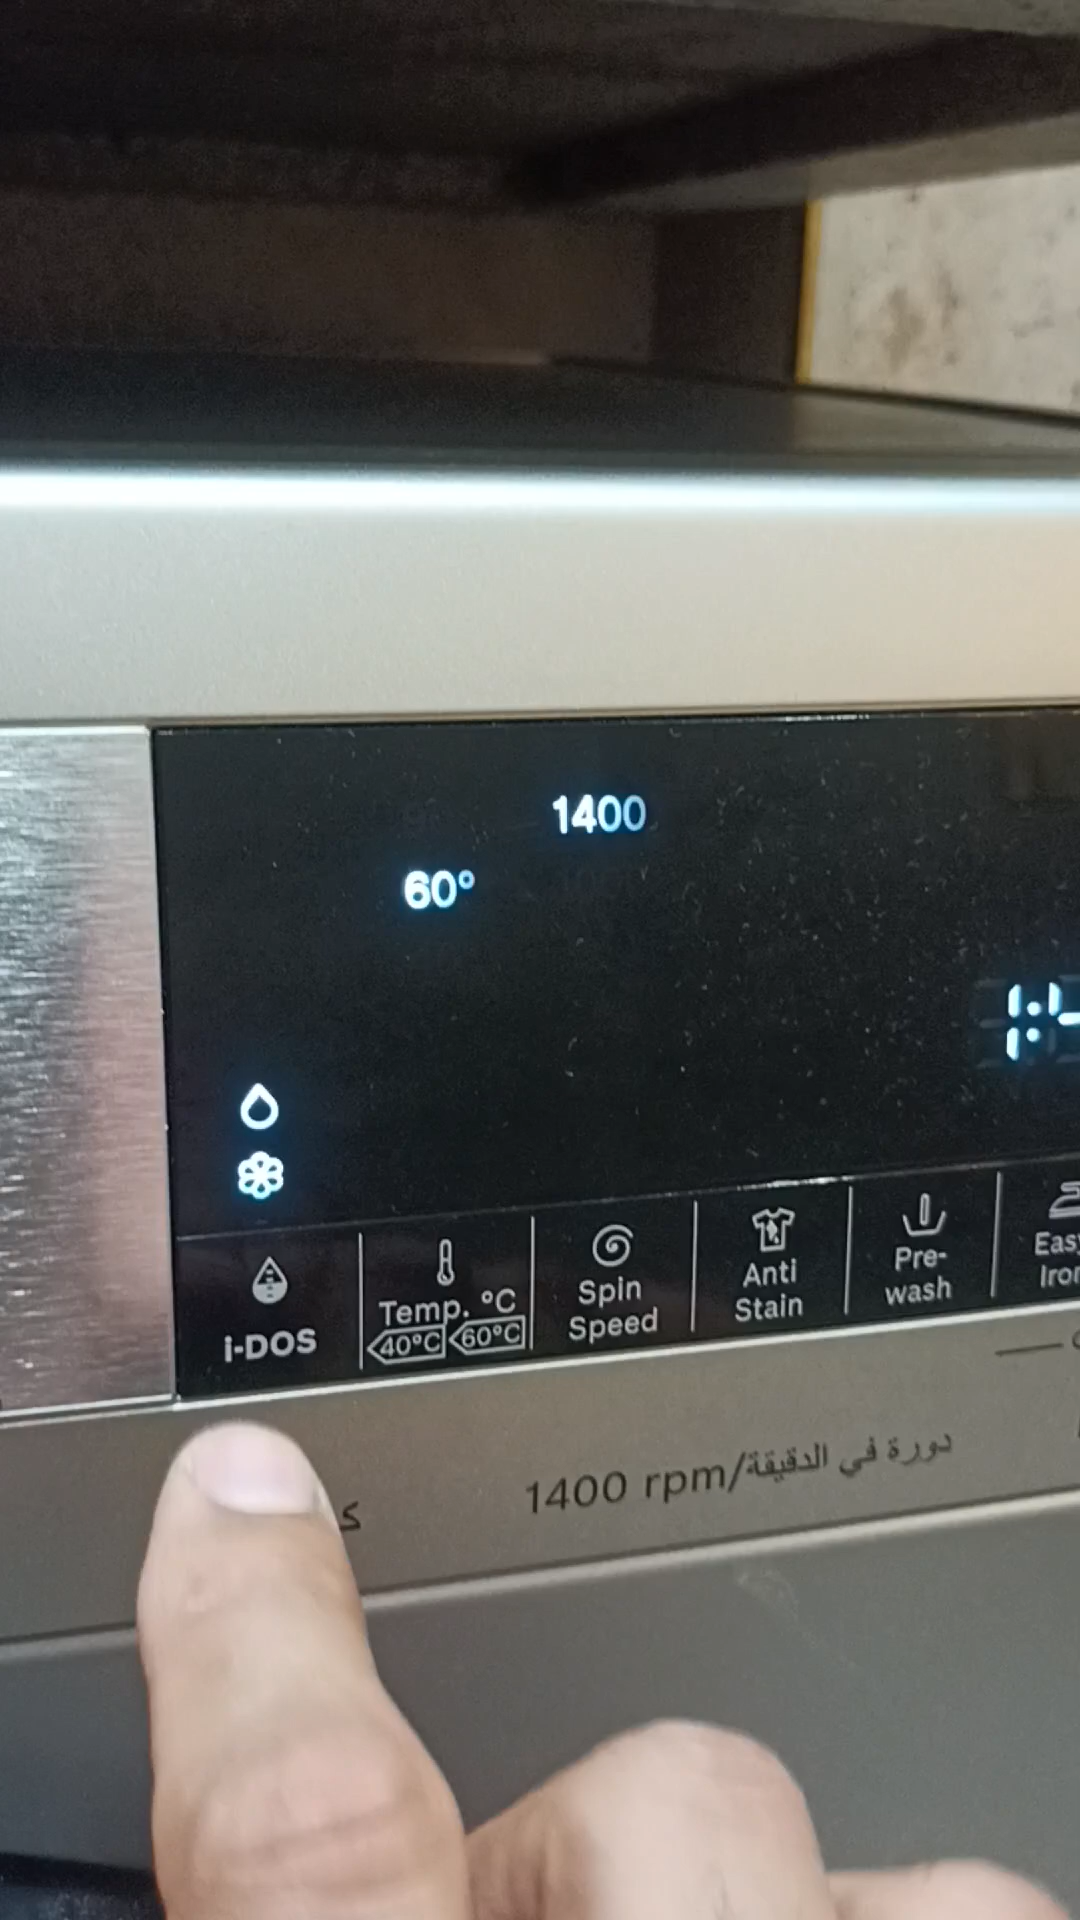 1400
60°
i-DOS
Temp. °C
40°C 60°C
Spin
Speed
Anti
Stain
Pre-
wash
1400 rpm/دورة في الدقيقة